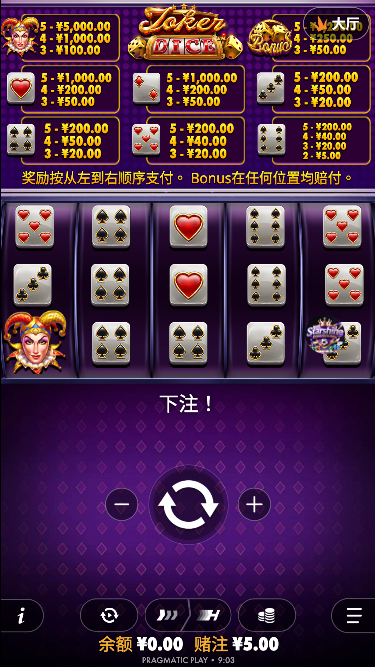 5 - ¥5,000.00
4 - ¥1,000.00
3 - ¥100.00
Joker
DICE
Bonus
大厅
5 - ¥200.00
4 - ¥250.00
3 - ¥50.00
5 - ¥1,000.00
4 - ¥200.00
3 - ¥50.00
5 - ¥1,000.00
4 - ¥200.00
3 - ¥50.00
5 - ¥200.00
4 - ¥50.00
3 - ¥20.00
5 - ¥200.00
4 - ¥50.00
3 - ¥20.00
5 - ¥200.00
4 - ¥50.00
3 - ¥20.00
5 - ¥200.00
4 - ¥40.00
3 - ¥20.00
2 - ¥5.00
奖励按从左到右顺序支付。 Bonus在任何位置均赔付。
Starshine
下注！
余额 ¥0.00 赌注 ¥5.00
PRAGMATIC PLAY • 9:03